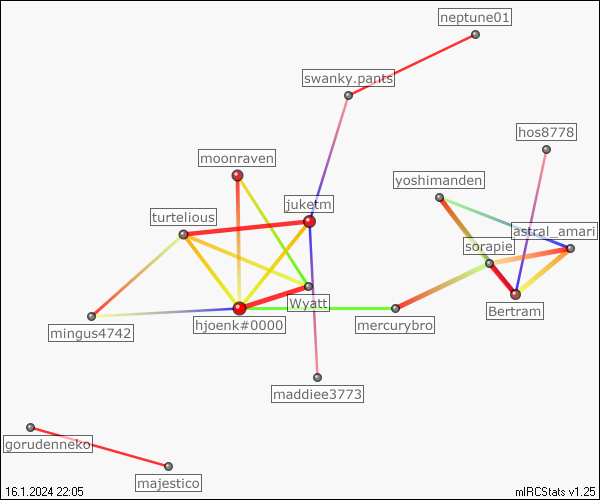 neptune01
swanky.pants
hos8778
moonraven
yoshimanden
juketm
turtelious
astral_amari
sorapie
Wyatt
Bertram
hjoenk#0000
mercurybro
mingus4742
maddiee3773
gorudenneko
majestico
16.1.2024 22:05
mIRCStats v1.25